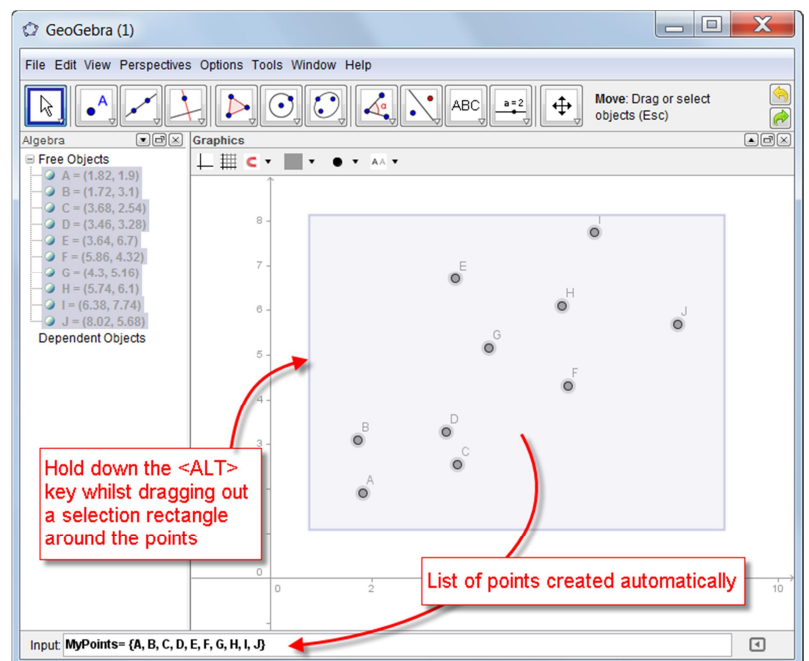 GeoGebra (1)
File Edit View Perspectives Options Tools Window Help
A
α
ABC
a=2
Move: Drag or select
objects (Esc)
Algebra
Graphics
A A
Free Objects
A = (1.82, 1.9)
B = (1.72, 3.1)
C = (3.68, 2.54)
D = (3.46, 3.28)
E = (3.64, 6.7)
F = (5.86, 4.32)
G = (4.3, 5.16)
H = (5.74, 6.1)
I = (6.38, 7.74)
J = (8.02, 5.68)
Dependent Objects
8
7
6
5
4
3
0
0
2
10
I
E
H
J
G
F
B
D
C
A
Hold down the <ALT>
key whilst dragging out
a selection rectangle
around the points
List of points created automatically
Input: MyPoints= {A, B, C, D, E, F, G, H, I, J}